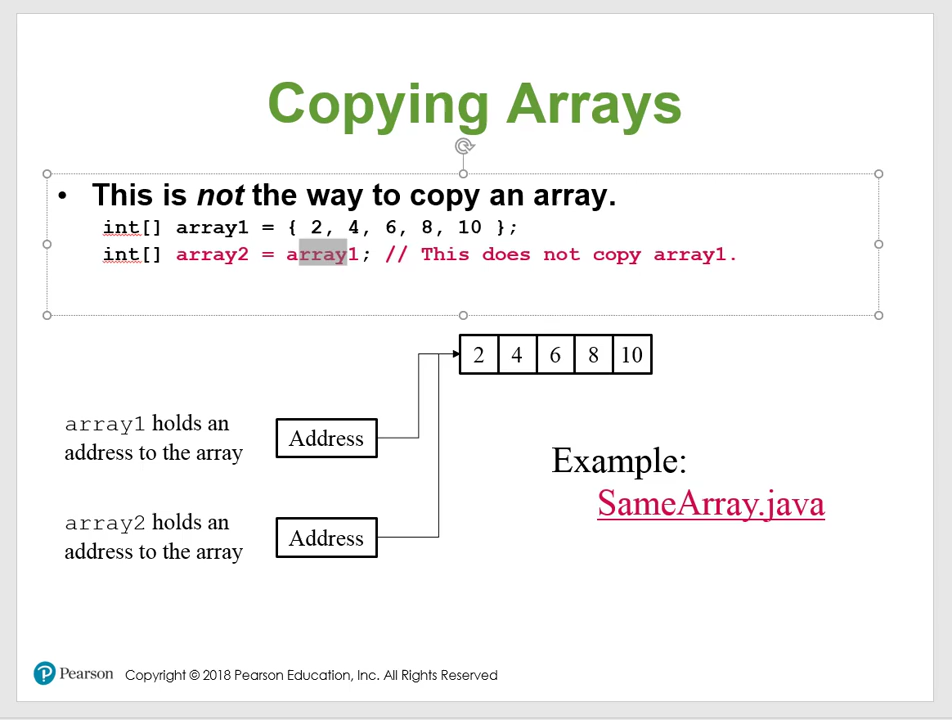 Copying Arrays
• This is not the way to copy an array.
int[] array1 = { 2, 4, 6, 8, 10 };
int[] array2 = array1; // This does not copy array1.
2 4 6 8 10
array1 holds an
address to the array
Address
Example:
SameArray.java
array2 holds an
address to the array
Address
P Pearson Copyright © 2018 Pearson Education, Inc. All Rights Reserved